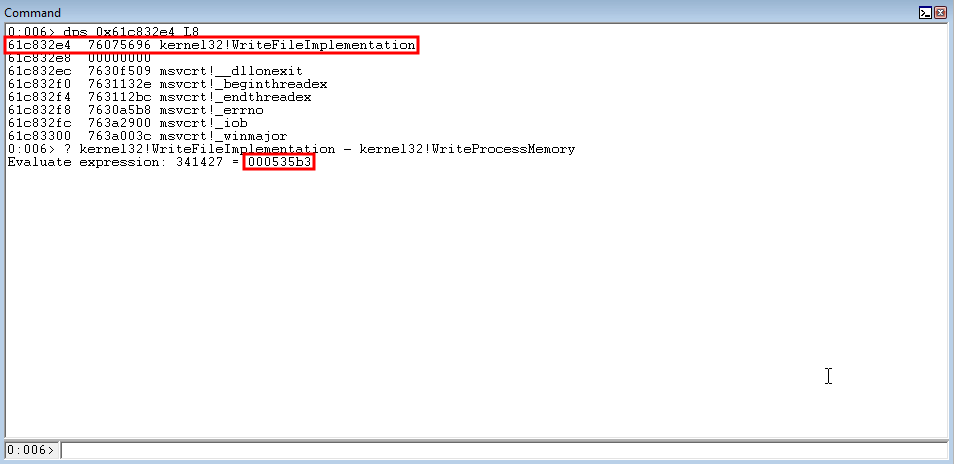 Command
0:006> dps 0x61c832e4 L8
61c832e4  76075696 kernel32!WriteFileImplementation
61c832e8  00000000
61c832ec  7630f509 msvcrt!__dllonexit
61c832f0  7631132e msvcrt!_beginthreadex
61c832f4  763112bc msvcrt!_endthreadex
61c832f8  7630a5b8 msvcrt!_errno
61c832fc  763a2900 msvcrt!_iob
61c83300  763a003c msvcrt!_winmajor
0:006> ? kernel32!WriteFileImplementation - kernel32!WriteProcessMemory
Evaluate expression: 341427 = 000535b3
0:006>